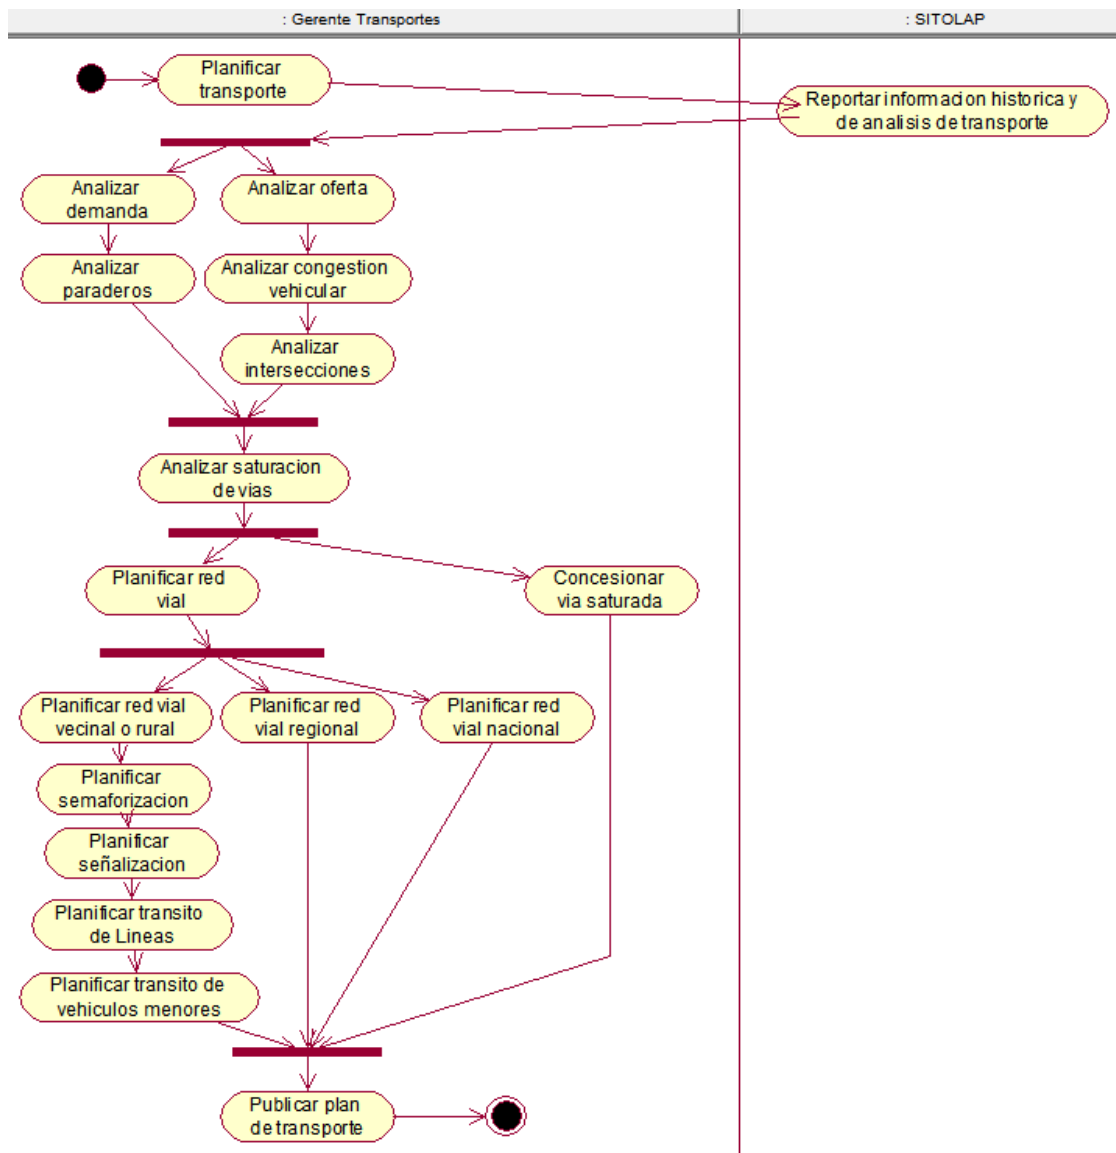 : Gerente Transportes
: SITOLAP
Planificar
transporte
Reportar informacion historica y
de analisis de transporte
Analizar
demanda
Analizar oferta
Analizar
paraderos
Analizar congestion
vehicular
Analizar
intersecciones
Analizar saturacion
de vias
Planificar red
vial
Concesionar
via saturada
Planificar red vial
vecinal o rural
Planificar red
vial regional
Planificar red
vial nacional
Planificar
semaforizacion
Planificar
señalizacion
Planificar transito
de Lineas
Planificar transito de
vehiculos menores
Publicar plan
de transporte